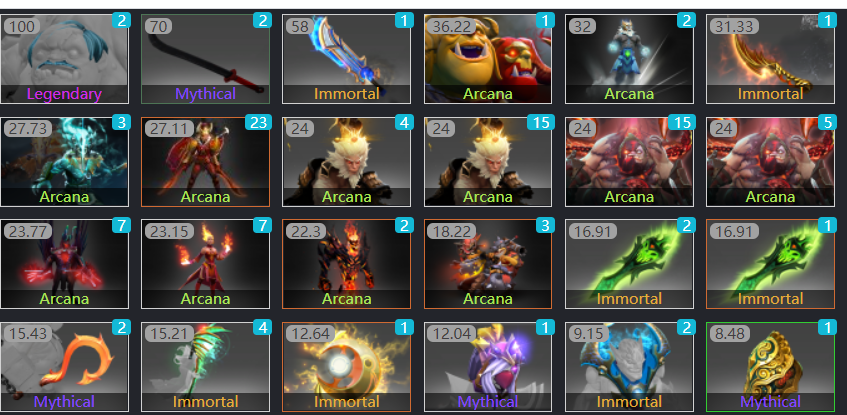 100 2 70 2 58 1 36.22 1 32 2 31.33 1
Legendary Mythical Immortal Arcana Arcana Immortal
27.73 3 27.11 23 24 4 24 15 24 15 24 5
Arcana Arcana Arcana Arcana Arcana Arcana
23.77 7 23.15 7 22.3 2 18.22 3 16.91 2 16.91 1
Arcana Arcana Arcana Arcana Immortal Immortal
15.43 2 15.21 4 12.64 1 12.04 1 9.15 2 8.48 1
Mythical Immortal Immortal Mythical Immortal Mythical